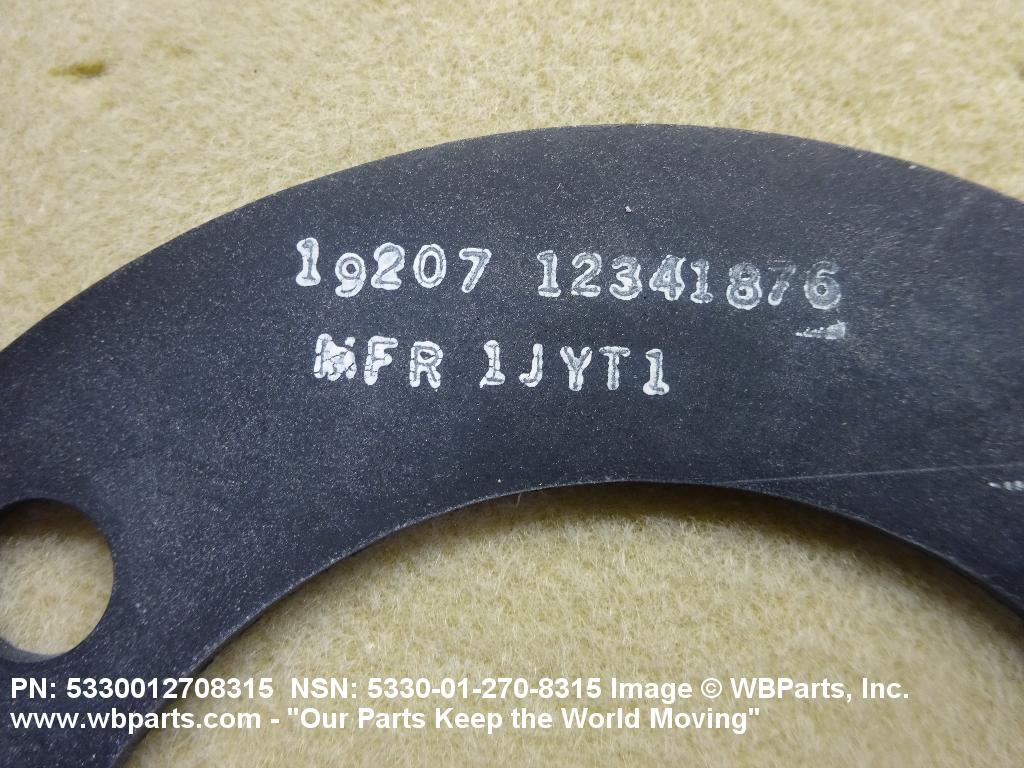 19207 12341876
MFR 1JYT1
PN: 5330012708315 NSN: 5330-01-270-8315 Image © WBParts, Inc.
www.wbparts.com - "Our Parts Keep the World Moving"